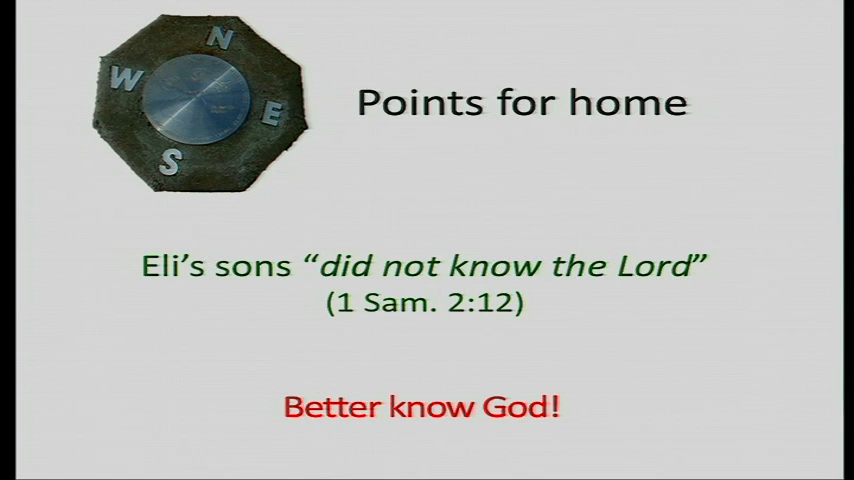 N
W
E
S
Points for home
Eli's sons “did not know the Lord”
(1 Sam. 2:12)
Better know God!